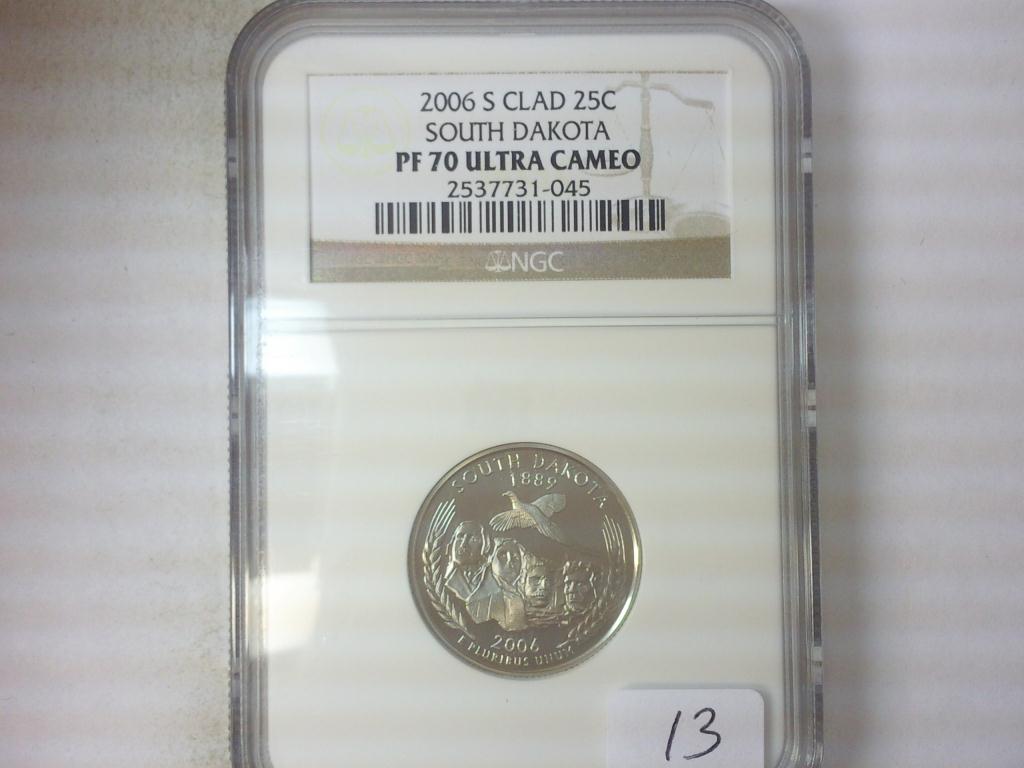 2006 S CLAD 25C
SOUTH DAKOTA
PF 70 ULTRA CAMEO
2537731-045
NGC
SOUTH DAKOTA
1889
2006
E PLURIBUS UNUM
13